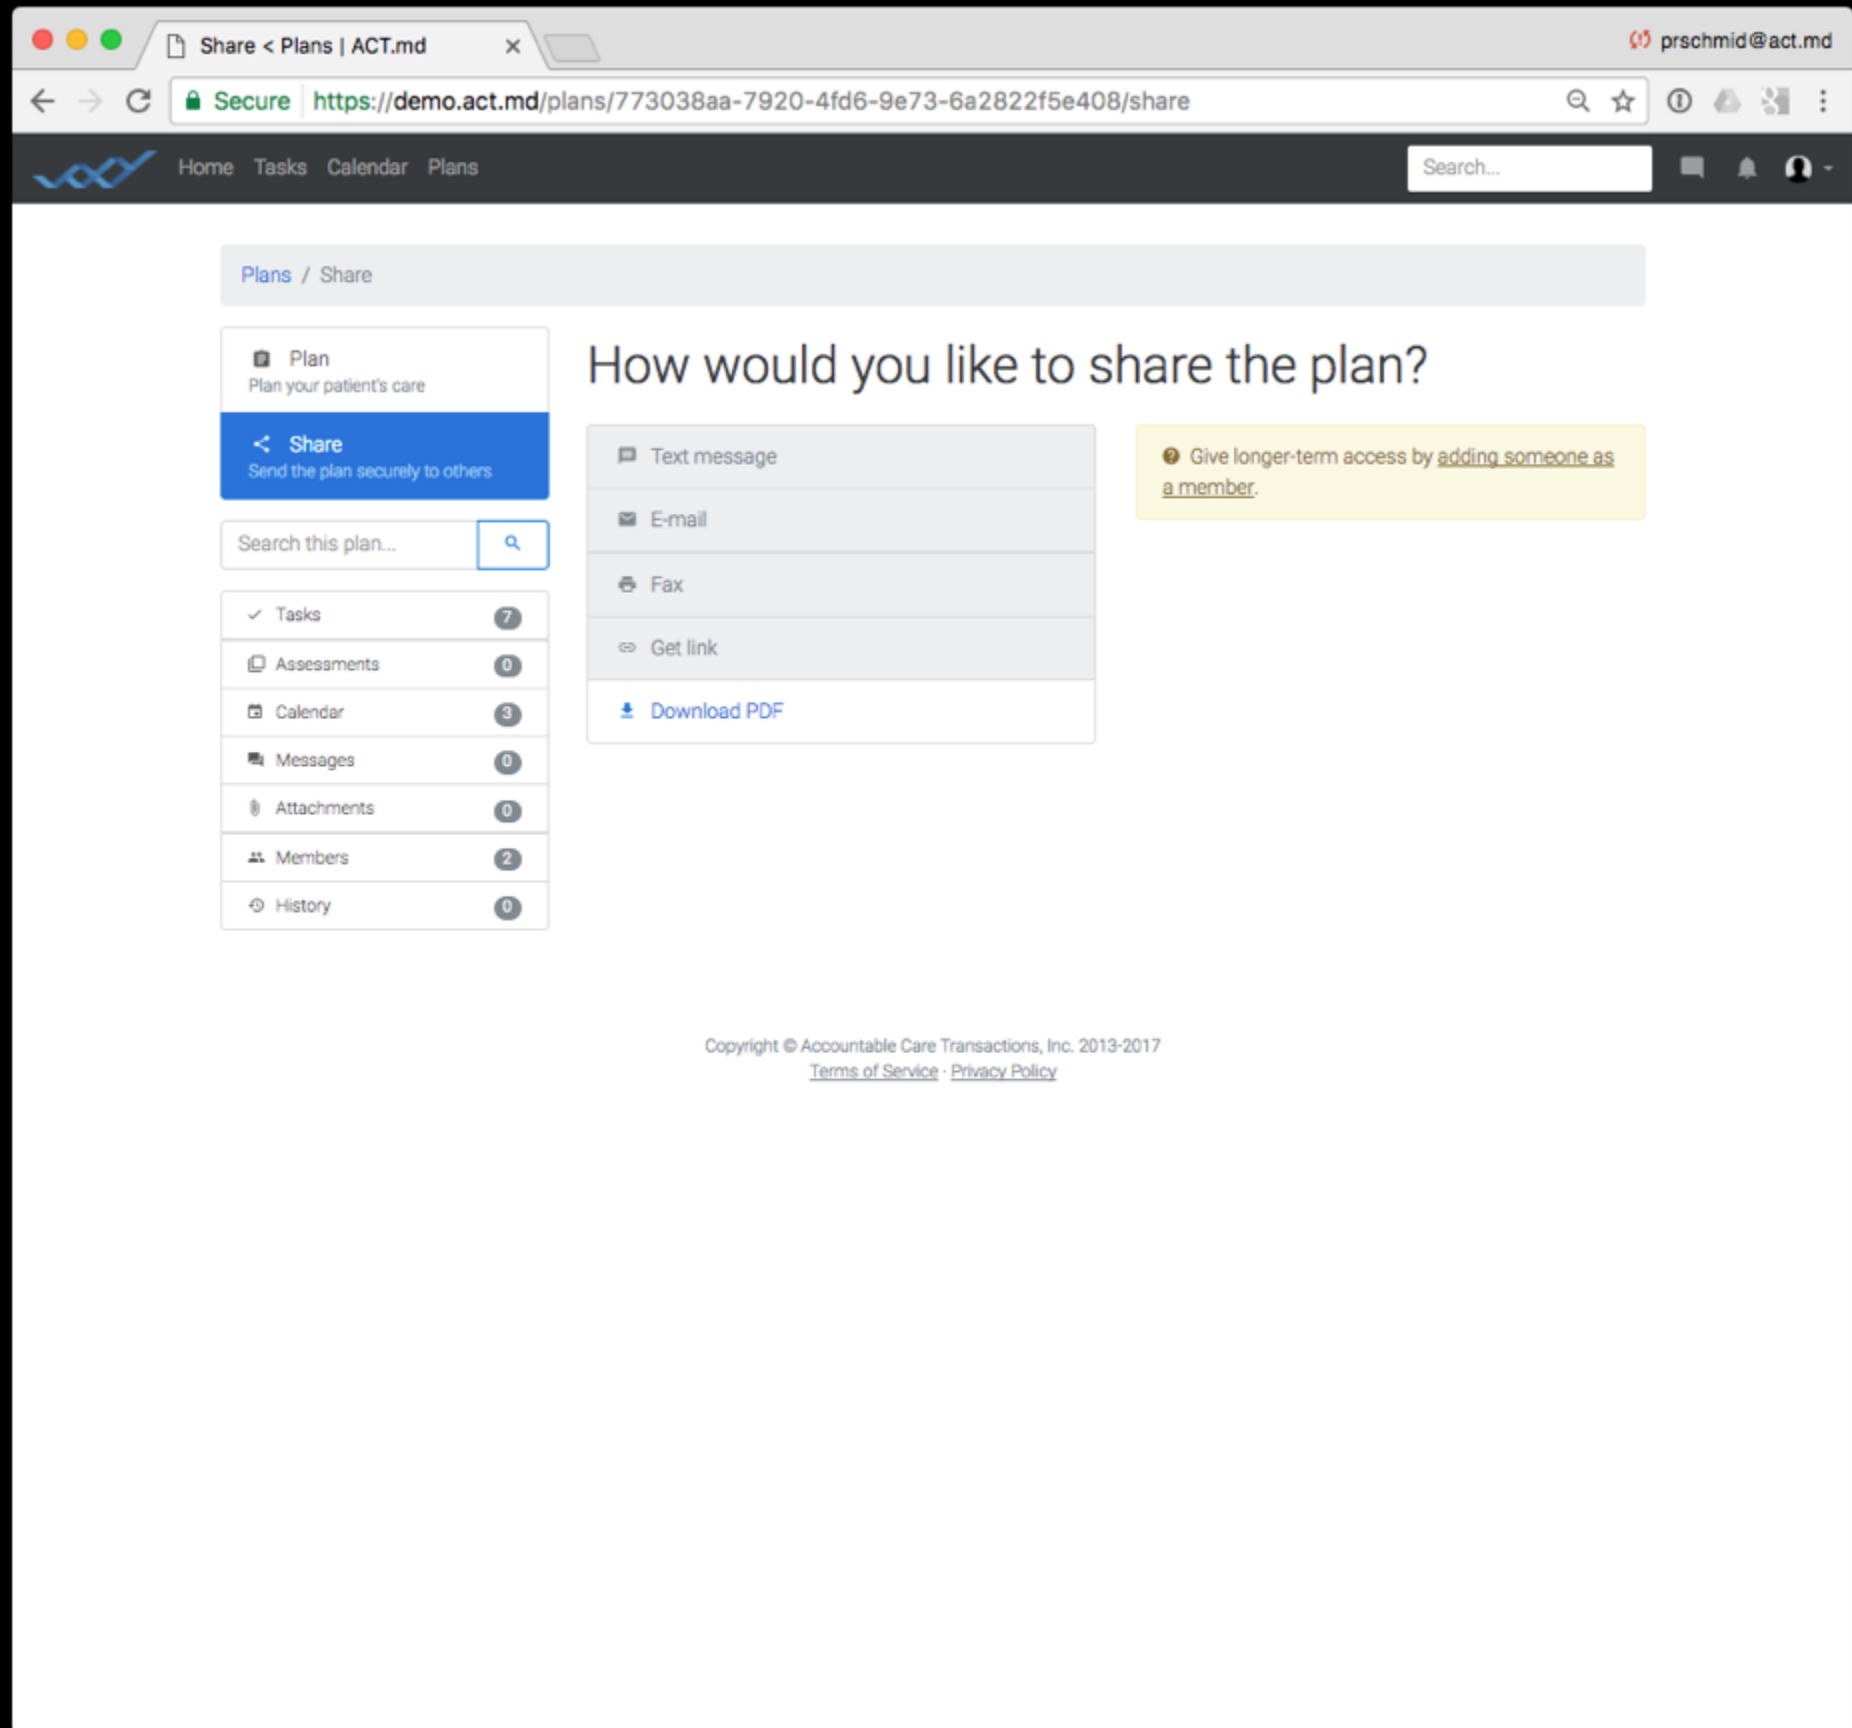 Share < Plans | ACT.md
prschmid@act.md
Secure https://demo.act.md/plans/773038aa-7920-4fd6-9e73-6a2822f5e408/share
Home Tasks Calendar Plans Search...
Plans / Share
Plan
Plan your patient's care
Share
Send the plan securely to others
Search this plan...
Tasks 7
Assessments 0
Calendar 3
Messages 0
Attachments 0
Members 2
History 0
How would you like to share the plan?
Text message
E-mail
Fax
Get link
Download PDF
Give longer-term access by adding someone as
a member.
Copyright © Accountable Care Transactions, Inc. 2013-2017
Terms of Service · Privacy Policy